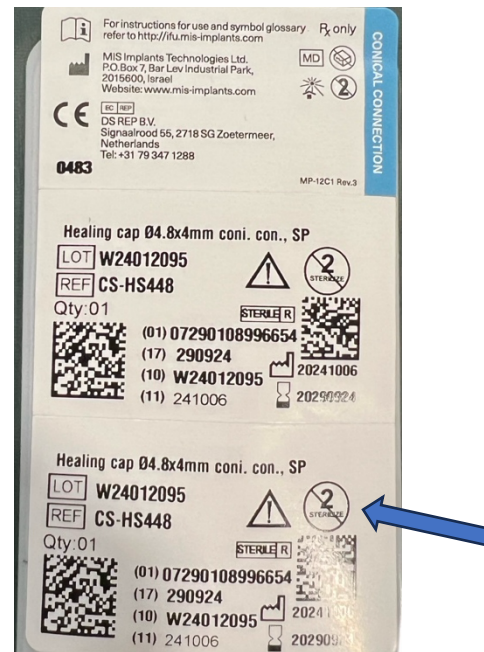 For instructions for use and symbol glossary
refer to http://ifu.mis-implants.com
Rx only
MIS Implants Technologies Ltd.
P.O.Box 7, Bar Lev Industrial Park,
2015600, Israel
Website: www.mis-implants.com
MD
2
EC REP
DS REP B.V.
Signaalrood 55, 2718 SG Zoetermeer,
Netherlands
Tel: +31 79 347 1288
CE
0483
MP-12C1 Rev.3
CONICAL CONNECTION
Healing cap Ø4.8x4mm coni. con., SP
LOT W24012095
REF CS-HS448
2
STERILIZE
Qty:01
STERILE R
(01) 07290108996654
(17) 290924
(10) W24012095
(11) 241006
20241006
20290924
Healing cap Ø4.8x4mm coni. con., SP
LOT W24012095
REF CS-HS448
2
STERILIZE
Qty:01
STERILE R
(01) 07290108996654
(17) 290924
(10) W24012095
(11) 241006